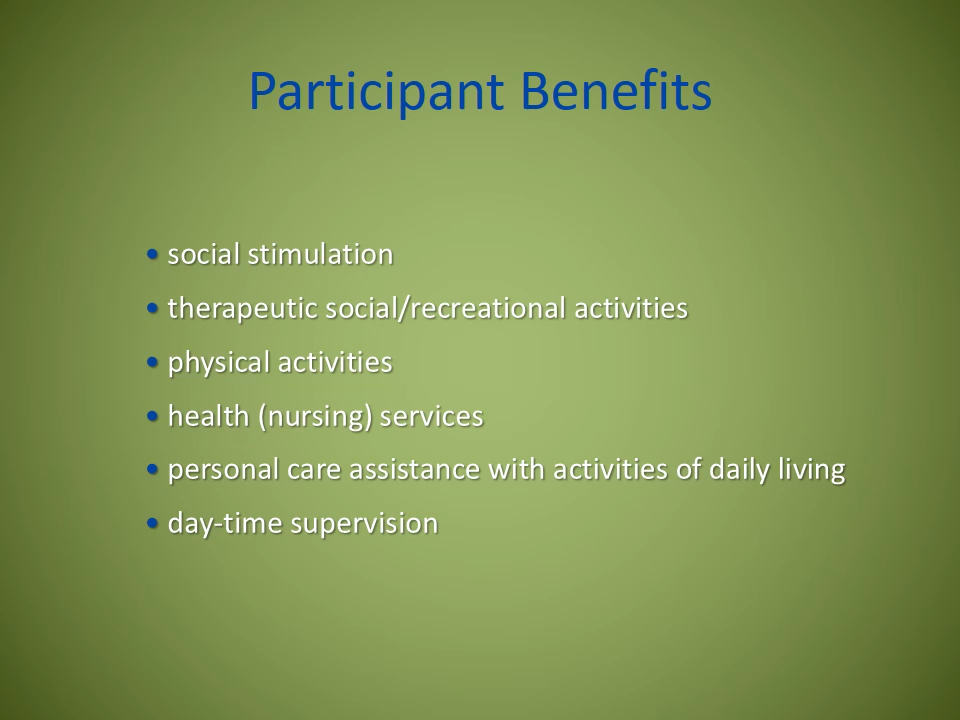 Participant Benefits
• social stimulation
• therapeutic social/recreational activities
• physical activities
• health (nursing) services
• personal care assistance with activities of daily living
• day-time supervision